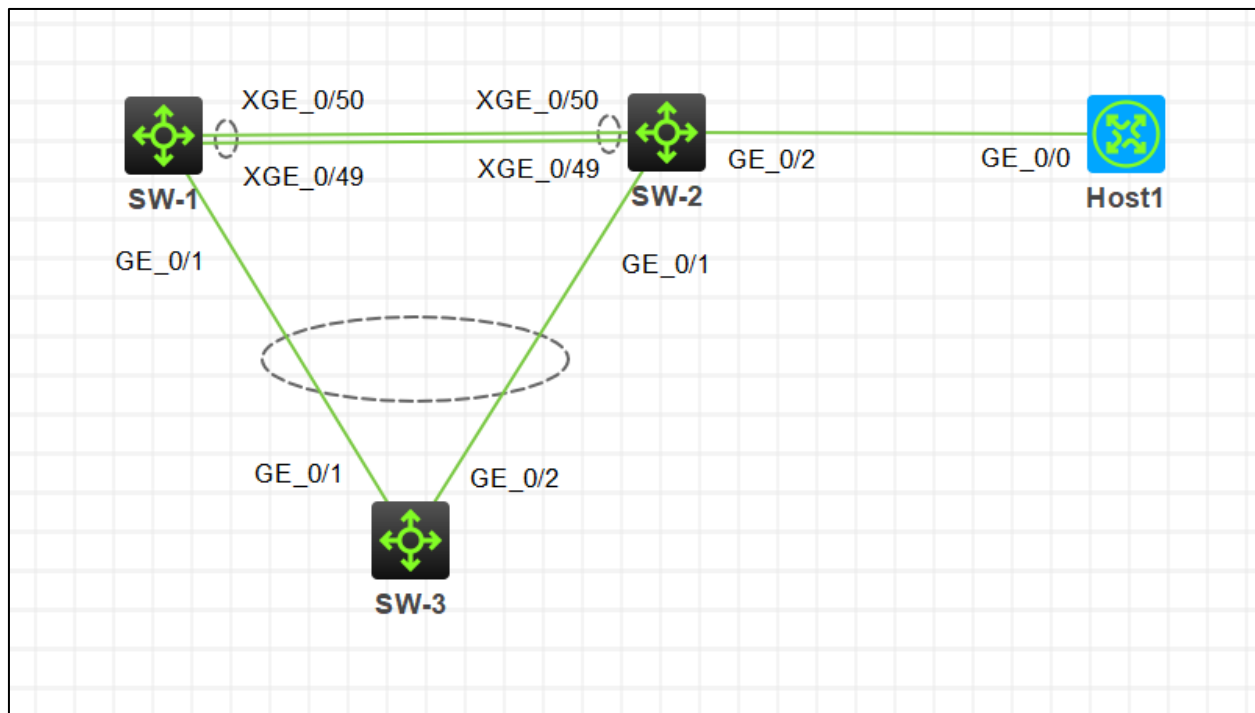 XGE_0/50
XGE_0/50
XGE_0/49
XGE_0/49
GE_0/2
GE_0/0
SW-1
SW-2
Host1
GE_0/1
GE_0/1
GE_0/1
GE_0/2
SW-3